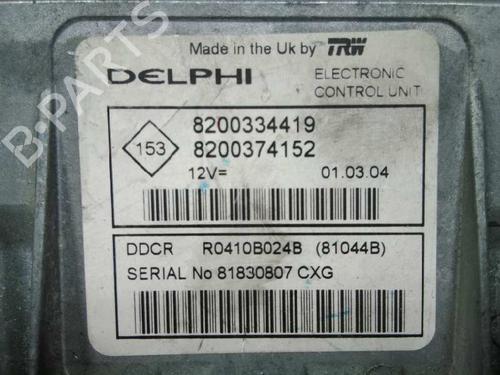 Made in the Uk by TRW
DELPHI
ELECTRONIC
CONTROL UNIT
153
8200334419
8200374152
12V=
01.03.04
DDCR R0410B024B (81044B)
SERIAL No 81830807 CXG
B-PARTS